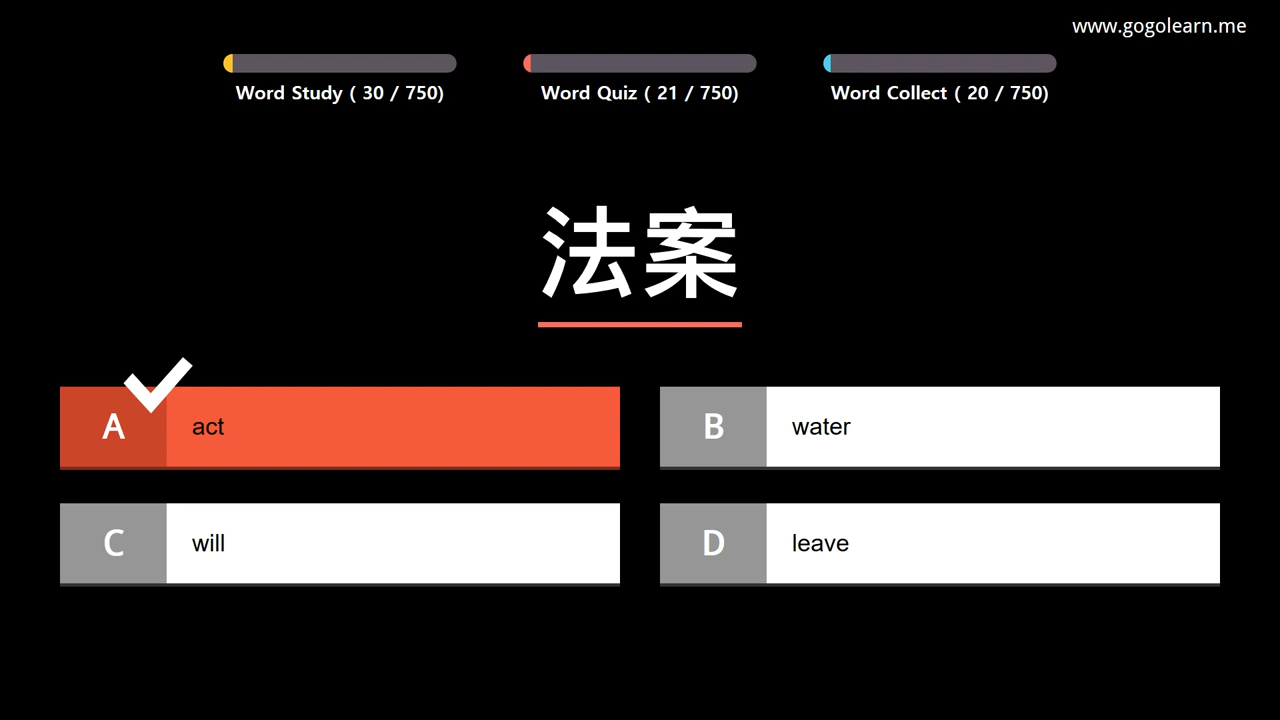 www.gogolearn.me
Word Study ( 30 / 750)
Word Quiz ( 21 / 750)
Word Collect ( 20 / 750)
法案
A
act
B
water
C
will
D
leave